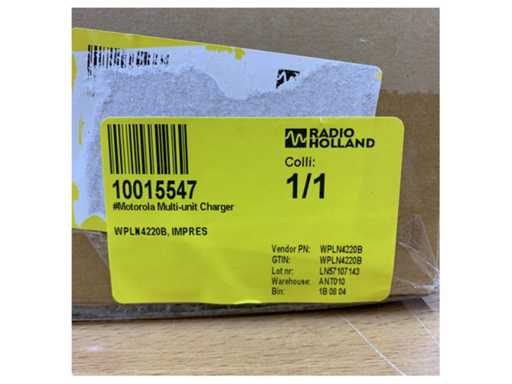 RADIO
HOLLAND
Colli:
1/1
10015547
#Motorola Multi-unit Charger
WPLN4220B, IMPRES
Vendor PN: WPLN4220B
GTIN: WPLN4220B
Lot nr: LN57107143
Warehouse: ANT010
Bin: 1B 08 04